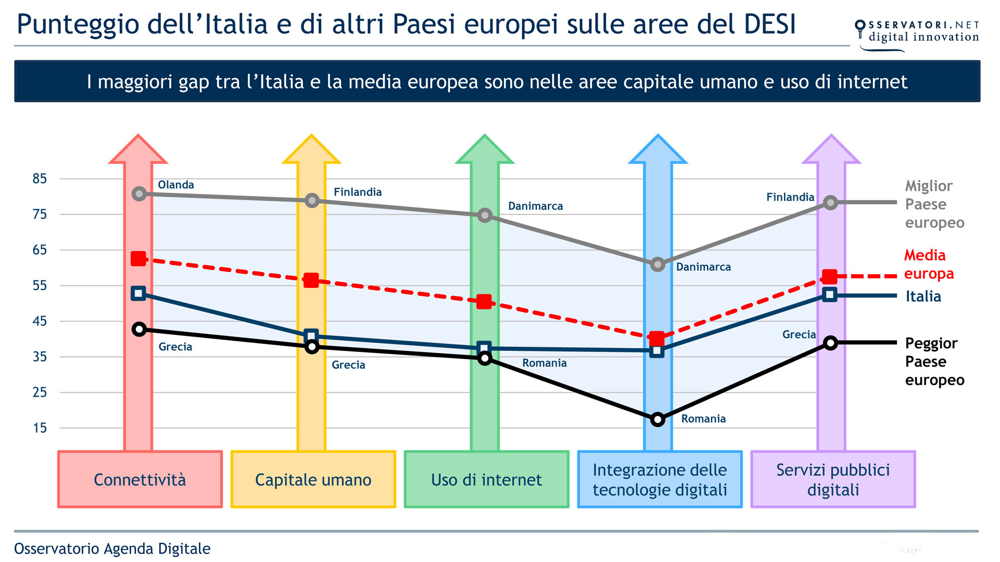 Punteggio dell’Italia e di altri Paesi europei sulle aree del DESI
OSSERVATORI.NET
digital innovation
I maggiori gap tra l’Italia e la media europea sono nelle aree capitale umano e uso di internet
85
75
65
55
45
35
25
15
Olanda
Finlandia
Danimarca
Danimarca
Finlandia
Grecia
Grecia
Romania
Romania
Grecia
Miglior
Paese
europeo
Media
europa
Italia
Peggior
Paese
europeo
Connettività
Capitale umano
Uso di internet
Integrazione delle
tecnologie digitali
Servizi pubblici
digitali
Osservatorio Agenda Digitale